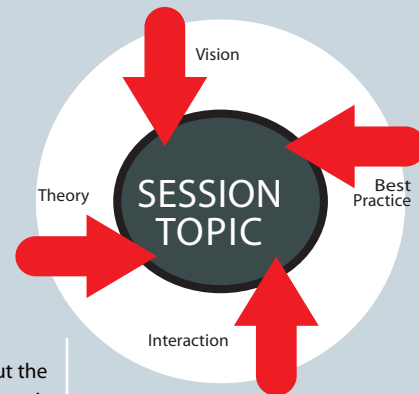 Vision
Best
Practice
Theory
SESSION
TOPIC
Interaction
ut the